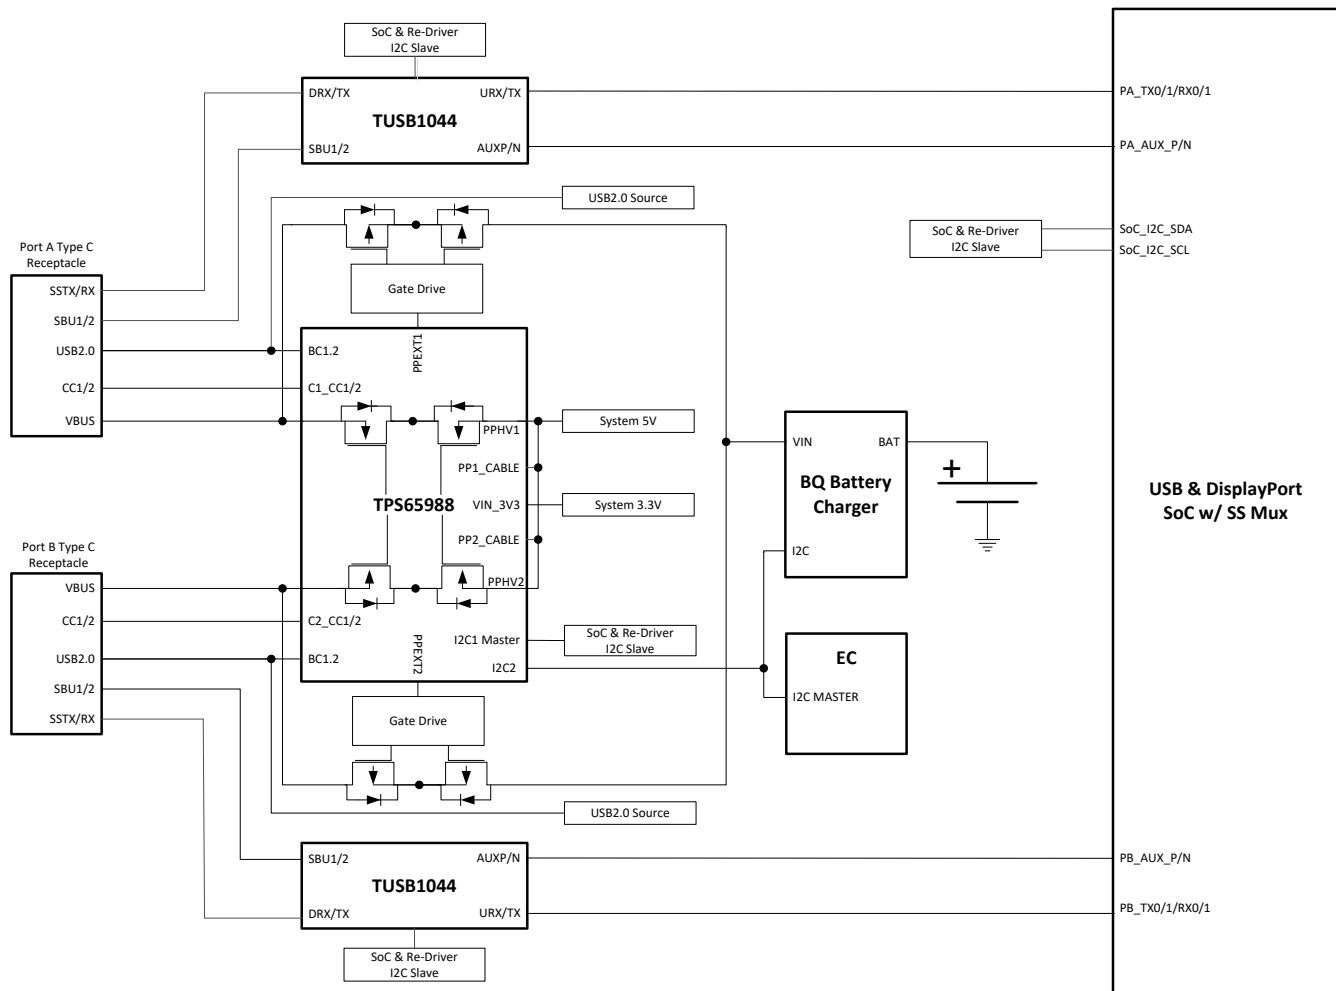 SoC & Re-Driver
I2C Slave
DRX/TX
URX/TX
TUSB1044
SBU1/2
AUXP/N
PA_TX0/1/RX0/1
PA_AUX_P/N
USB2.0 Source
SoC & Re-Driver
I2C Slave
SoC_I2C_SDA
SoC_I2C_SCL
Port A Type C
Receptacle
SSTX/RX
SBU1/2
USB2.0
CC1/2
VBUS
Gate Drive
PPEXT1
BC1.2
C1_CC1/2
PPHV1
System 5V
PP1_CABLE
TPS65988
VIN_3V3
System 3.3V
PP2_CABLE
PPHV2
C2_CC1/2
BC1.2
PPEXT2
I2C1 Master
SoC & Re-Driver
I2C Slave
I2C2
VIN
BAT
BQ Battery
Charger
I2C
+
EC
I2C MASTER
USB & DisplayPort
SoC w/ SS Mux
Port B Type C
Receptacle
VBUS
CC1/2
USB2.0
SBU1/2
SSTX/RX
Gate Drive
USB2.0 Source
SBU1/2
AUXP/N
TUSB1044
DRX/TX
URX/TX
PB_AUX_P/N
PB_TX0/1/RX0/1
SoC & Re-Driver
I2C Slave